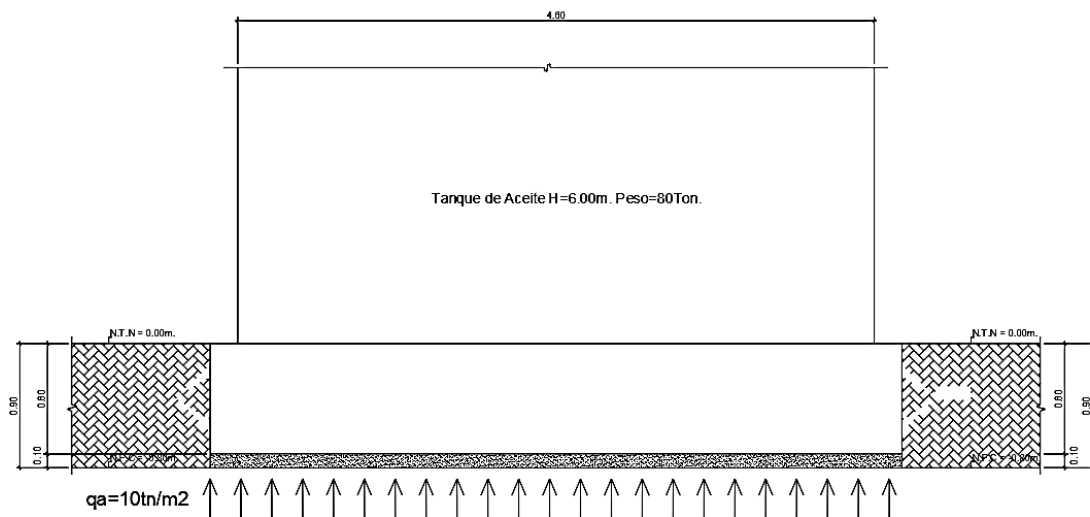 4.60
Tanque de Aceite H=6.00m. Peso=80Ton.
N.T.N = 0.00m.
N.T.N = 0.00m.
0.90
0.80
0.80
0.90
0.10
0.10
qa=10tn/m2